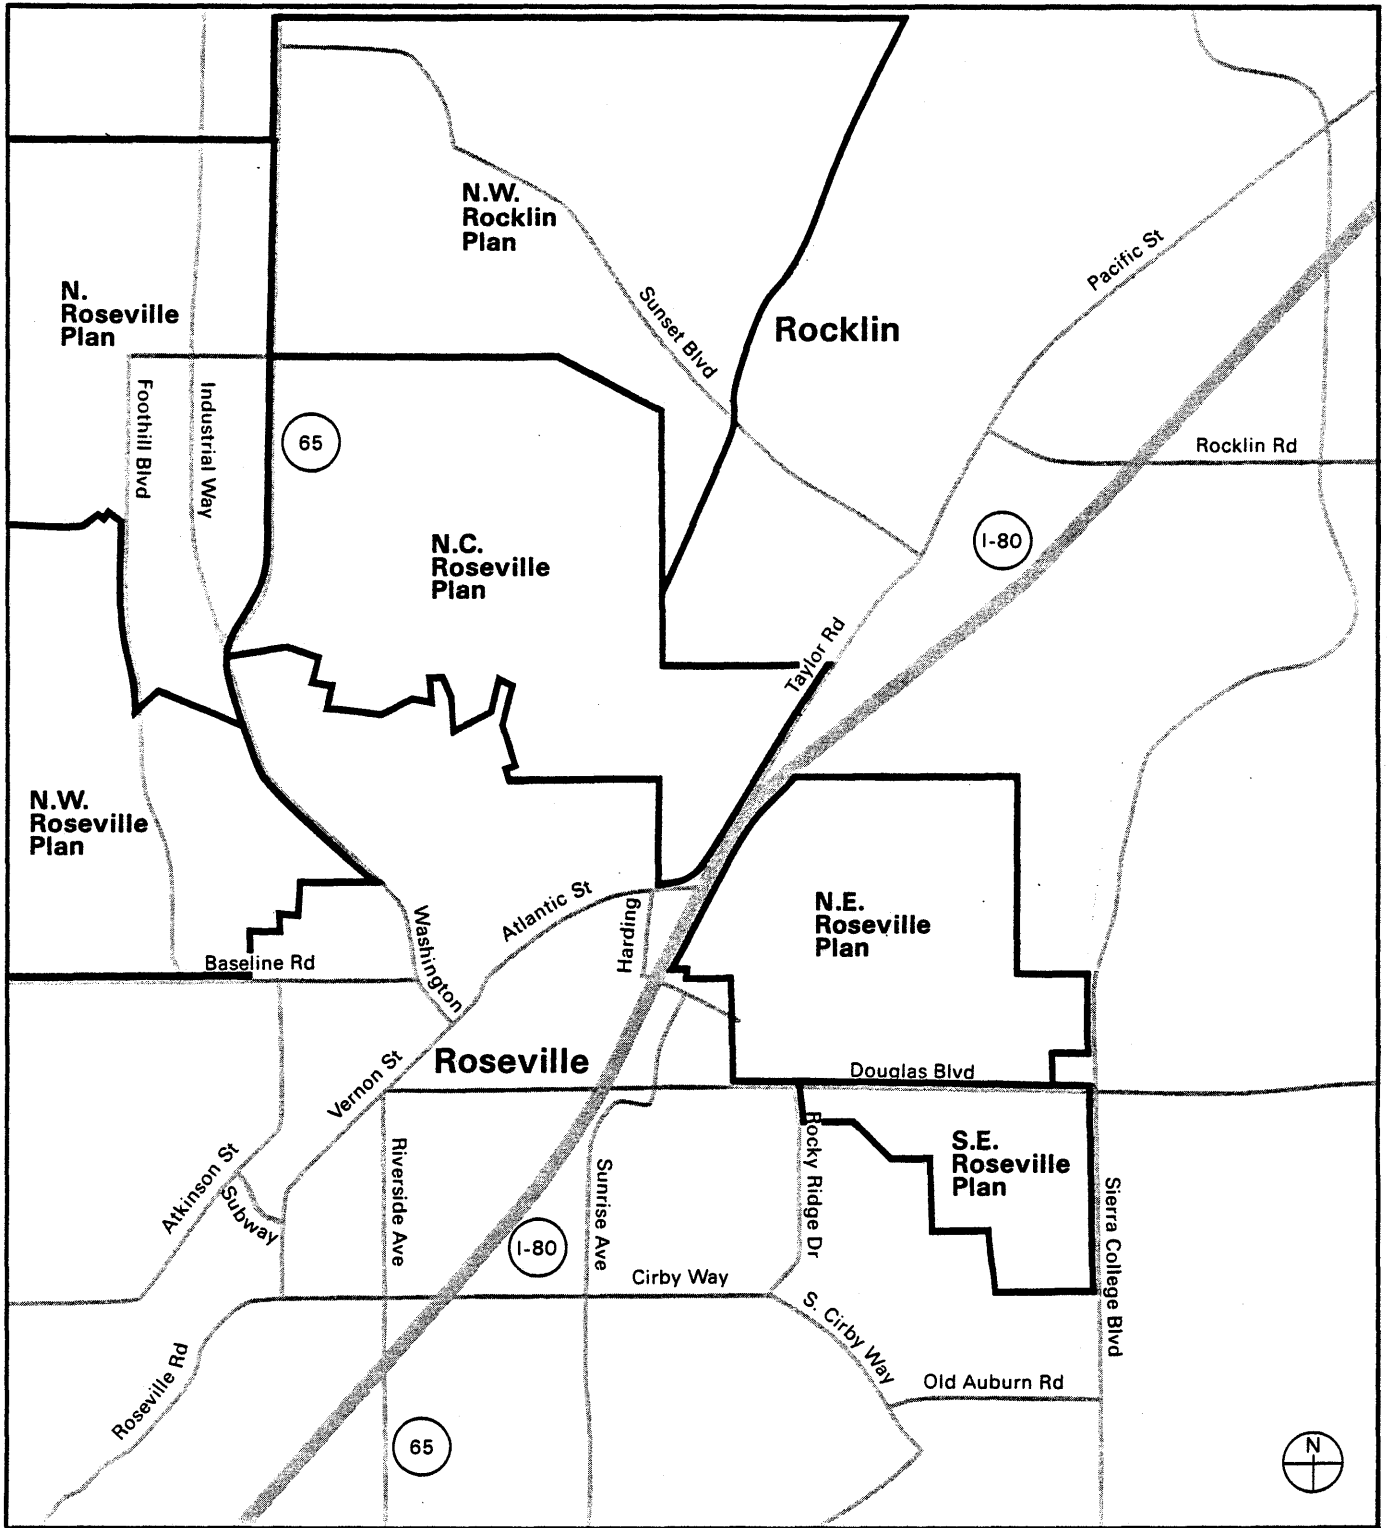 N.W.
Rocklin
Plan
Pacific St
N.
Roseville
Plan
Sunset Blvd
Rocklin
Foothill Blvd
Industrial Way
65
Rocklin Rd
I-80
N.C.
Roseville
Plan
Taylor Rd
N.W.
Roseville
Plan
Atlantic St
Harding
N.E.
Roseville
Plan
Washington
Baseline Rd
Roseville
Vernon St
Douglas Blvd
Rocky Ridge Dr
S.E.
Roseville
Plan
Atkinson St
Subway
Riverside Ave
Sunrise Ave
Sierra College Blvd
I-80
Cirby Way
S. Cirby Way
Roseville Rd
Old Auburn Rd
65
N